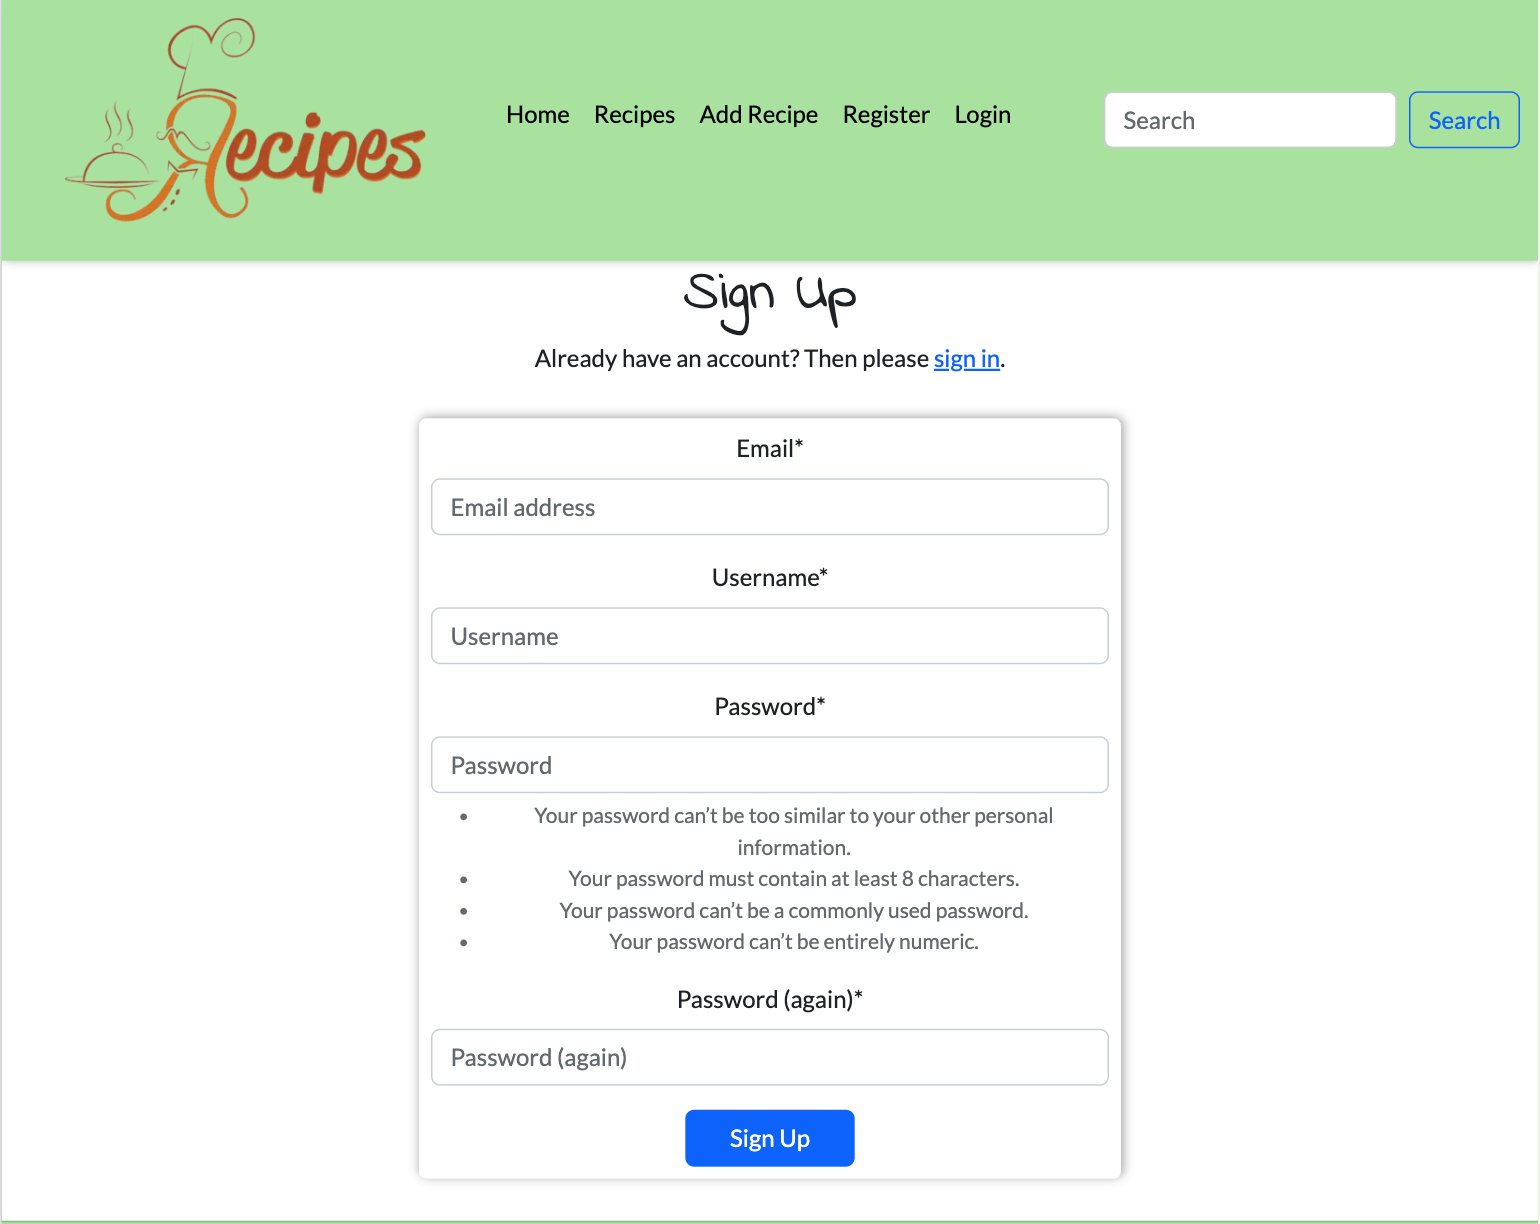 Recipes
Home Recipes Add Recipe Register Login
Search Search
Sign Up
Already have an account? Then please sign in.
Email*
Email address
Username*
Username
Password*
Password
• Your password can’t be too similar to your other personal
information.
• Your password must contain at least 8 characters.
• Your password can’t be a commonly used password.
• Your password can’t be entirely numeric.
Password (again)*
Password (again)
Sign Up